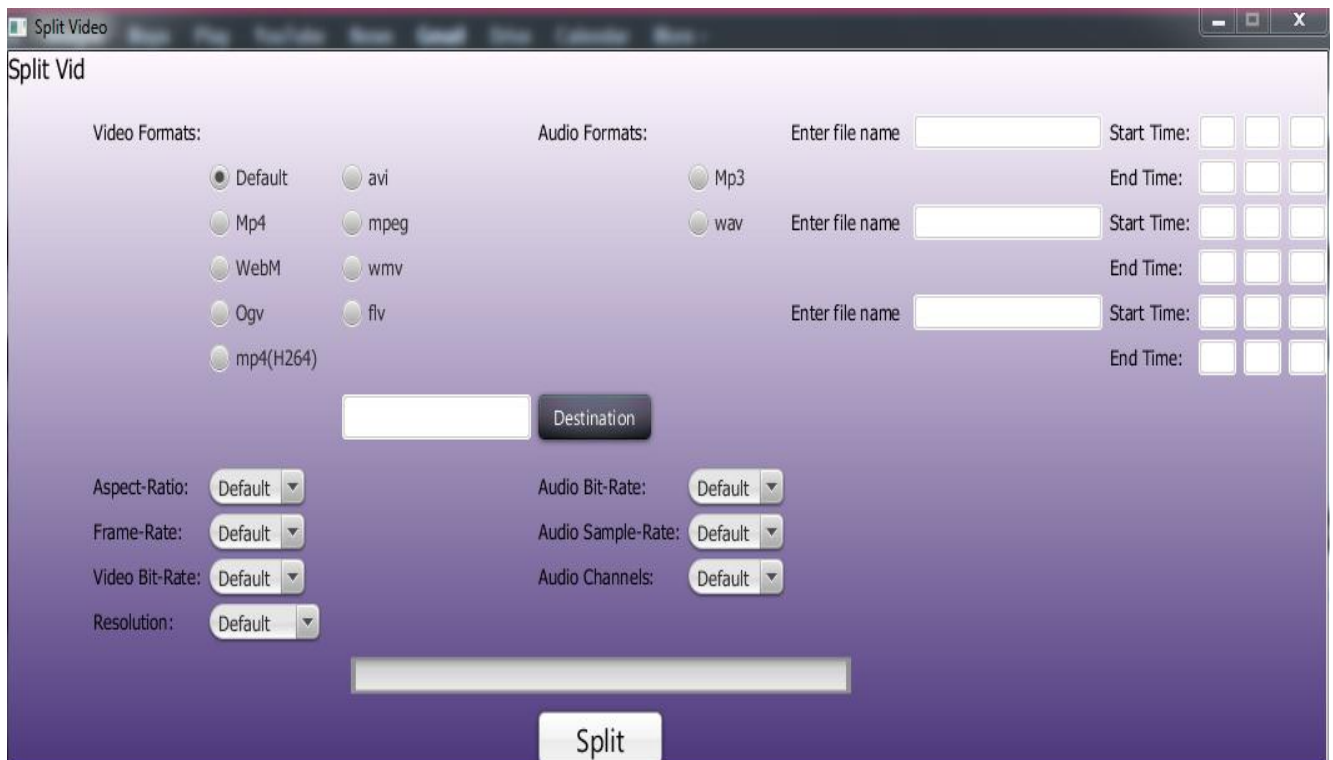 Split Video
Split Vid
Video Formats: Audio Formats: Enter file name Start Time:
Default avi Mp3 End Time:
Mp4 mpeg wav Enter file name Start Time:
WebM wmv End Time:
Ogv flv Enter file name Start Time:
mp4(H264) End Time:
Destination
Aspect-Ratio: Default Audio Bit-Rate: Default
Frame-Rate: Default Audio Sample-Rate: Default
Video Bit-Rate: Default Audio Channels: Default
Resolution: Default
Split